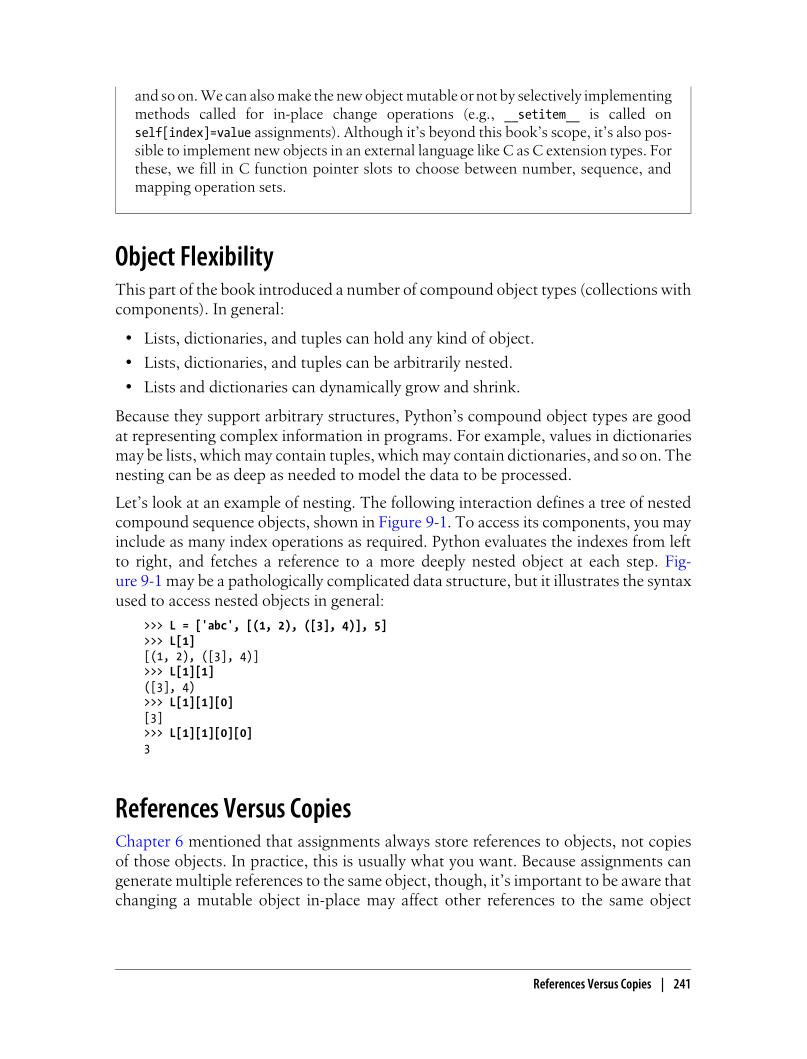 and so on. We can also make the new object mutable or not by selectively implementing
methods called for in-place change operations (e.g., __setitem__ is called on
self[index]=value assignments). Although it's beyond this book's scope, it's also pos-
sible to implement new objects in an external language like C as C extension types. For
these, we fill in C function pointer slots to choose between number, sequence, and
mapping operation sets.
Object Flexibility
This part of the book introduced a number of compound object types (collections with
components). In general:
• Lists, dictionaries, and tuples can hold any kind of object.
• Lists, dictionaries, and tuples can be arbitrarily nested.
• Lists and dictionaries can dynamically grow and shrink.
Because they support arbitrary structures, Python's compound object types are good
at representing complex information in programs. For example, values in dictionaries
may be lists, which may contain tuples, which may contain dictionaries, and so on. The
nesting can be as deep as needed to model the data to be processed.
Let's look at an example of nesting. The following interaction defines a tree of nested
compound sequence objects, shown in Figure 9-1. To access its components, you may
include as many index operations as required. Python evaluates the indexes from left
to right, and fetches a reference to a more deeply nested object at each step. Fig-
ure 9-1 may be a pathologically complicated data structure, but it illustrates the syntax
used to access nested objects in general:
>>> L = ['abc', [(1, 2), ([3], 4)], 5]
>>> L[1]
[(1, 2), ([3], 4)]
>>> L[1][1]
([3], 4)
>>> L[1][1][0]
[3]
>>> L[1][1][0][0]
3
References Versus Copies
Chapter 6 mentioned that assignments always store references to objects, not copies
of those objects. In practice, this is usually what you want. Because assignments can
generate multiple references to the same object, though, it's important to be aware that
changing a mutable object in-place may affect other references to the same object
References Versus Copies | 241